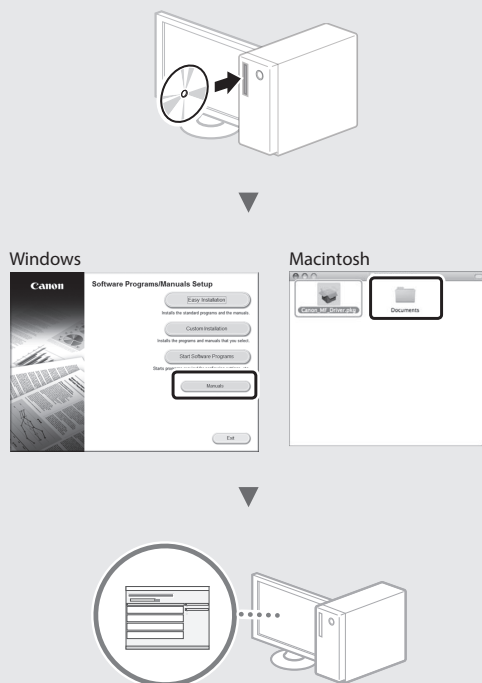 Windows
Macintosh
Canon
Software Programs/Manuals Setup
Easy Installation
Installs the standard programs and the manuals.
Custom Installation
Installs the programs and manuals that you select.
Start Software Programs
Manuals
Exit
Canon_MF_Driver.pkg
Documents